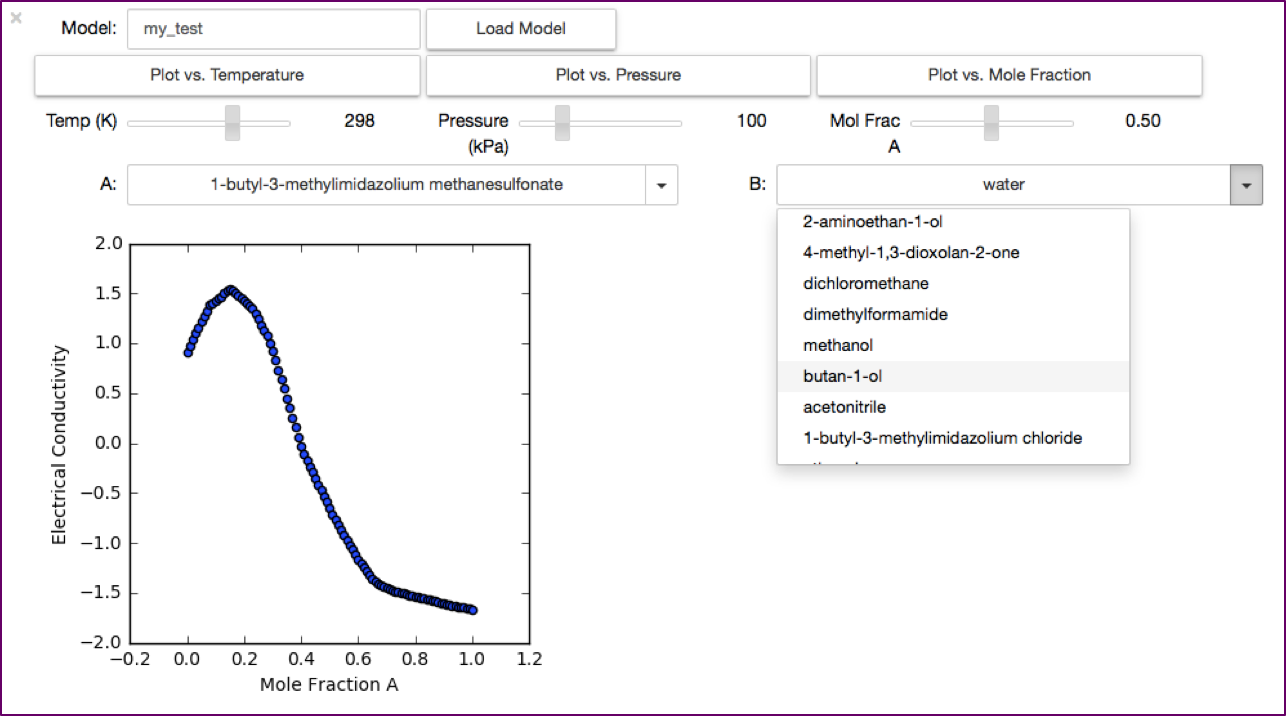 ×
Model: my_test Load Model
Plot vs. Temperature Plot vs. Pressure Plot vs. Mole Fraction
Temp (K) 298 Pressure (kPa) 100 Mol Frac A 0.50
A: 1-butyl-3-methylimidazolium methanesulfonate B: water
2-aminoethan-1-ol
4-methyl-1,3-dioxolan-2-one
dichloromethane
dimethylformamide
methanol
butan-1-ol
acetonitrile
1-butyl-3-methylimidazolium chloride
2.0
1.5
1.0
0.5
0.0
−0.5
−1.0
−1.5
−2.0
Electrical Conductivity
−0.2 0.0 0.2 0.4 0.6 0.8 1.0 1.2
Mole Fraction A